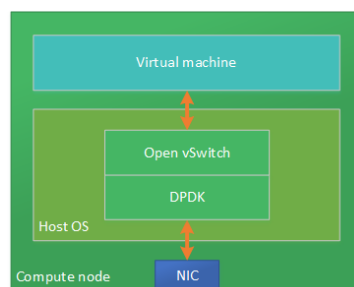 Virtual machine
Open vSwitch
DPDK
Host OS
NIC
Compute node